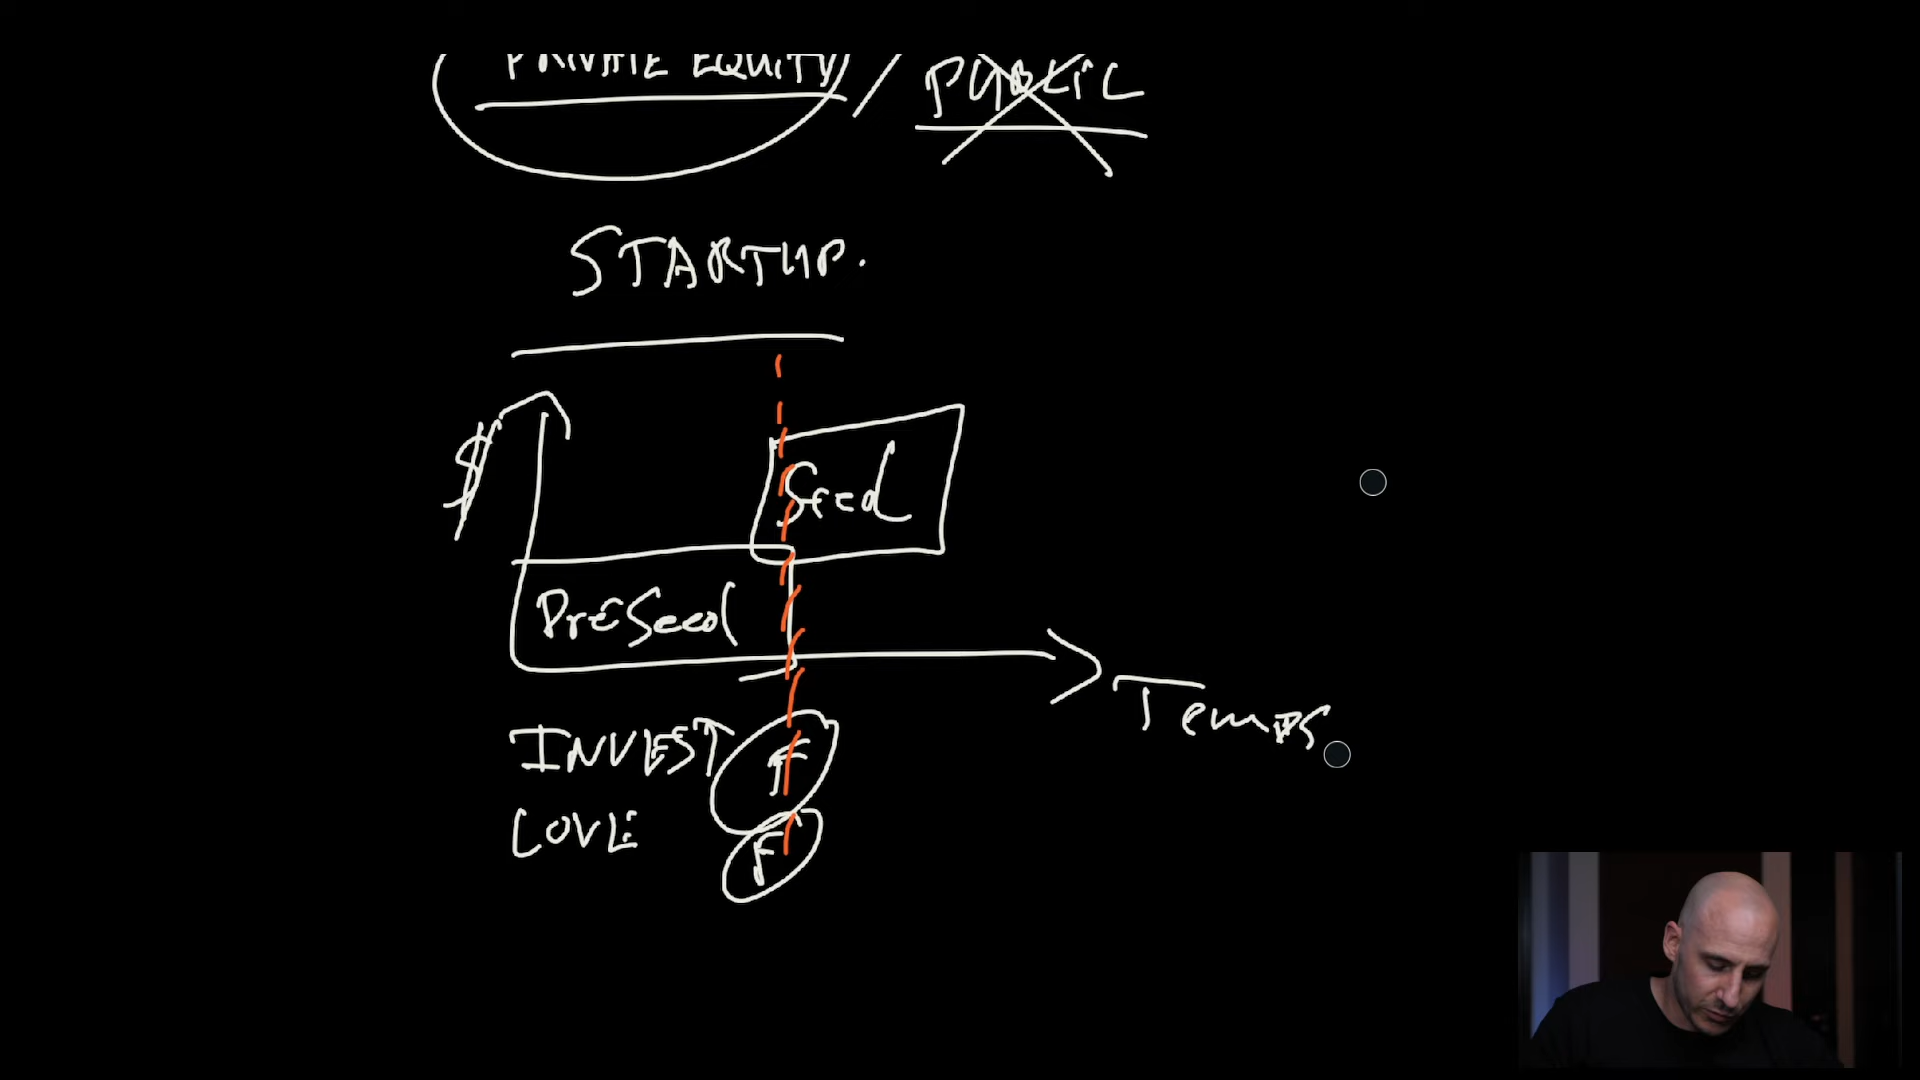 PRIVATE EQUITY / PUBLIC
STARTUP.
$
Seed
PreSeed
Temps
INVEST F
LOVE F